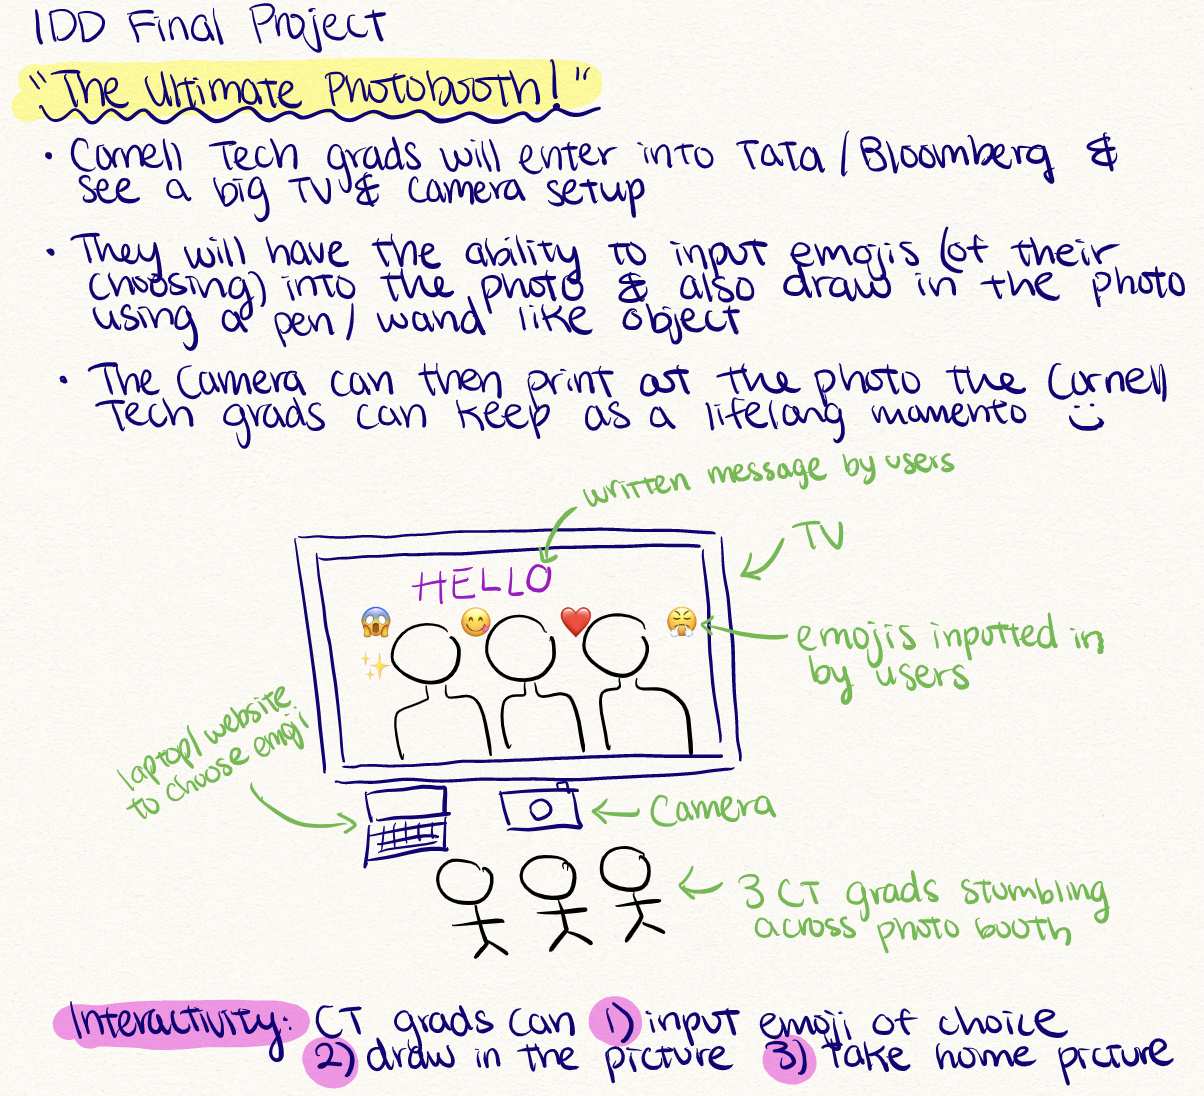 IDD Final Project
"The Ultimate Photobooth!"
• Cornell Tech grads will enter into Tata / Bloomberg &
see a big TV & camera setup
• They will have the ability to input emojis (of their
choosing) into the photo & also draw in the photo
using a pen / wand like object
• The Camera can then print out the photo the Cornell
Tech grads can keep as a lifelong momento
written message by users
TV
HELLO
emojis inputted in
by users
laptop/website
to choose emoji
Camera
3 CT grads stumbling
across photo booth
Interactivity: CT grads can 1) input emoji of choice
2) draw in the picture 3) Take home picture